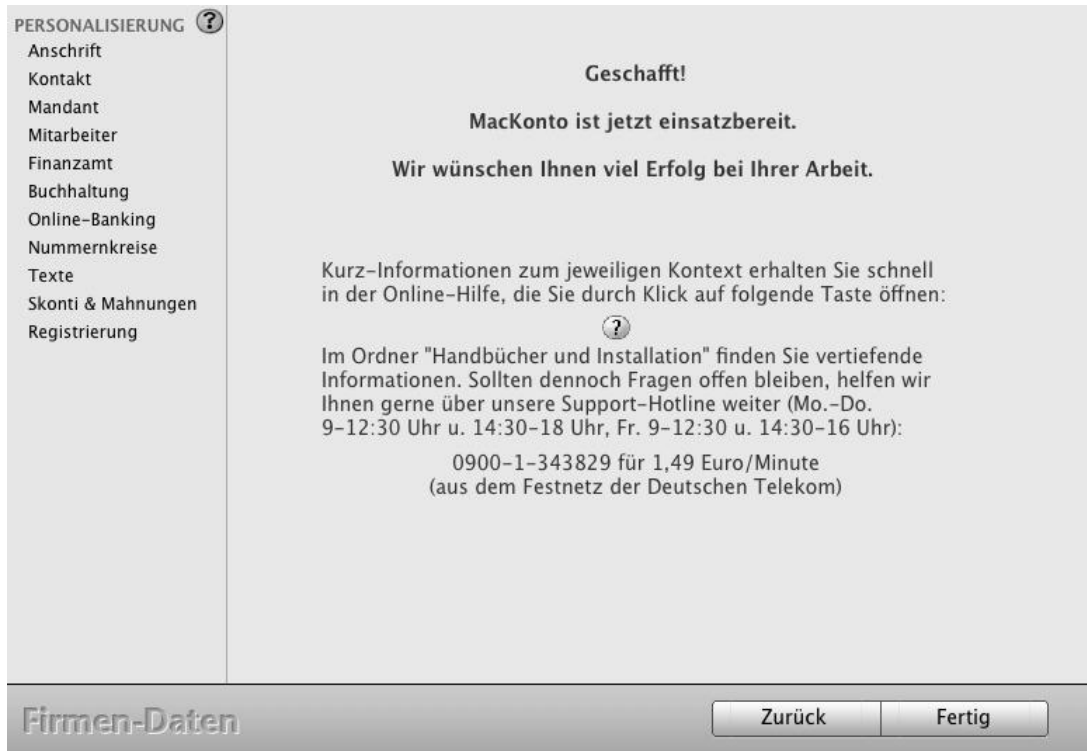 PERSONALISIERUNG ?
Anschrift
Kontakt
Mandant
Mitarbeiter
Finanzamt
Buchhaltung
Online-Banking
Nummernkreise
Texte
Skonti & Mahnungen
Registrierung
Geschafft!
MacKonto ist jetzt einsatzbereit.
Wir wünschen Ihnen viel Erfolg bei Ihrer Arbeit.
Kurz-Informationen zum jeweiligen Kontext erhalten Sie schnell
in der Online-Hilfe, die Sie durch Klick auf folgende Taste öffnen:
?
Im Ordner "Handbücher und Installation" finden Sie vertiefende
Informationen. Sollten dennoch Fragen offen bleiben, helfen wir
Ihnen gerne über unsere Support-Hotline weiter (Mo.-Do.
9-12:30 Uhr u. 14:30-18 Uhr, Fr. 9-12:30 u. 14:30-16 Uhr):
0900-1-343829 für 1,49 Euro/Minute
(aus dem Festnetz der Deutschen Telekom)
Firmen-Daten
Zurück
Fertig